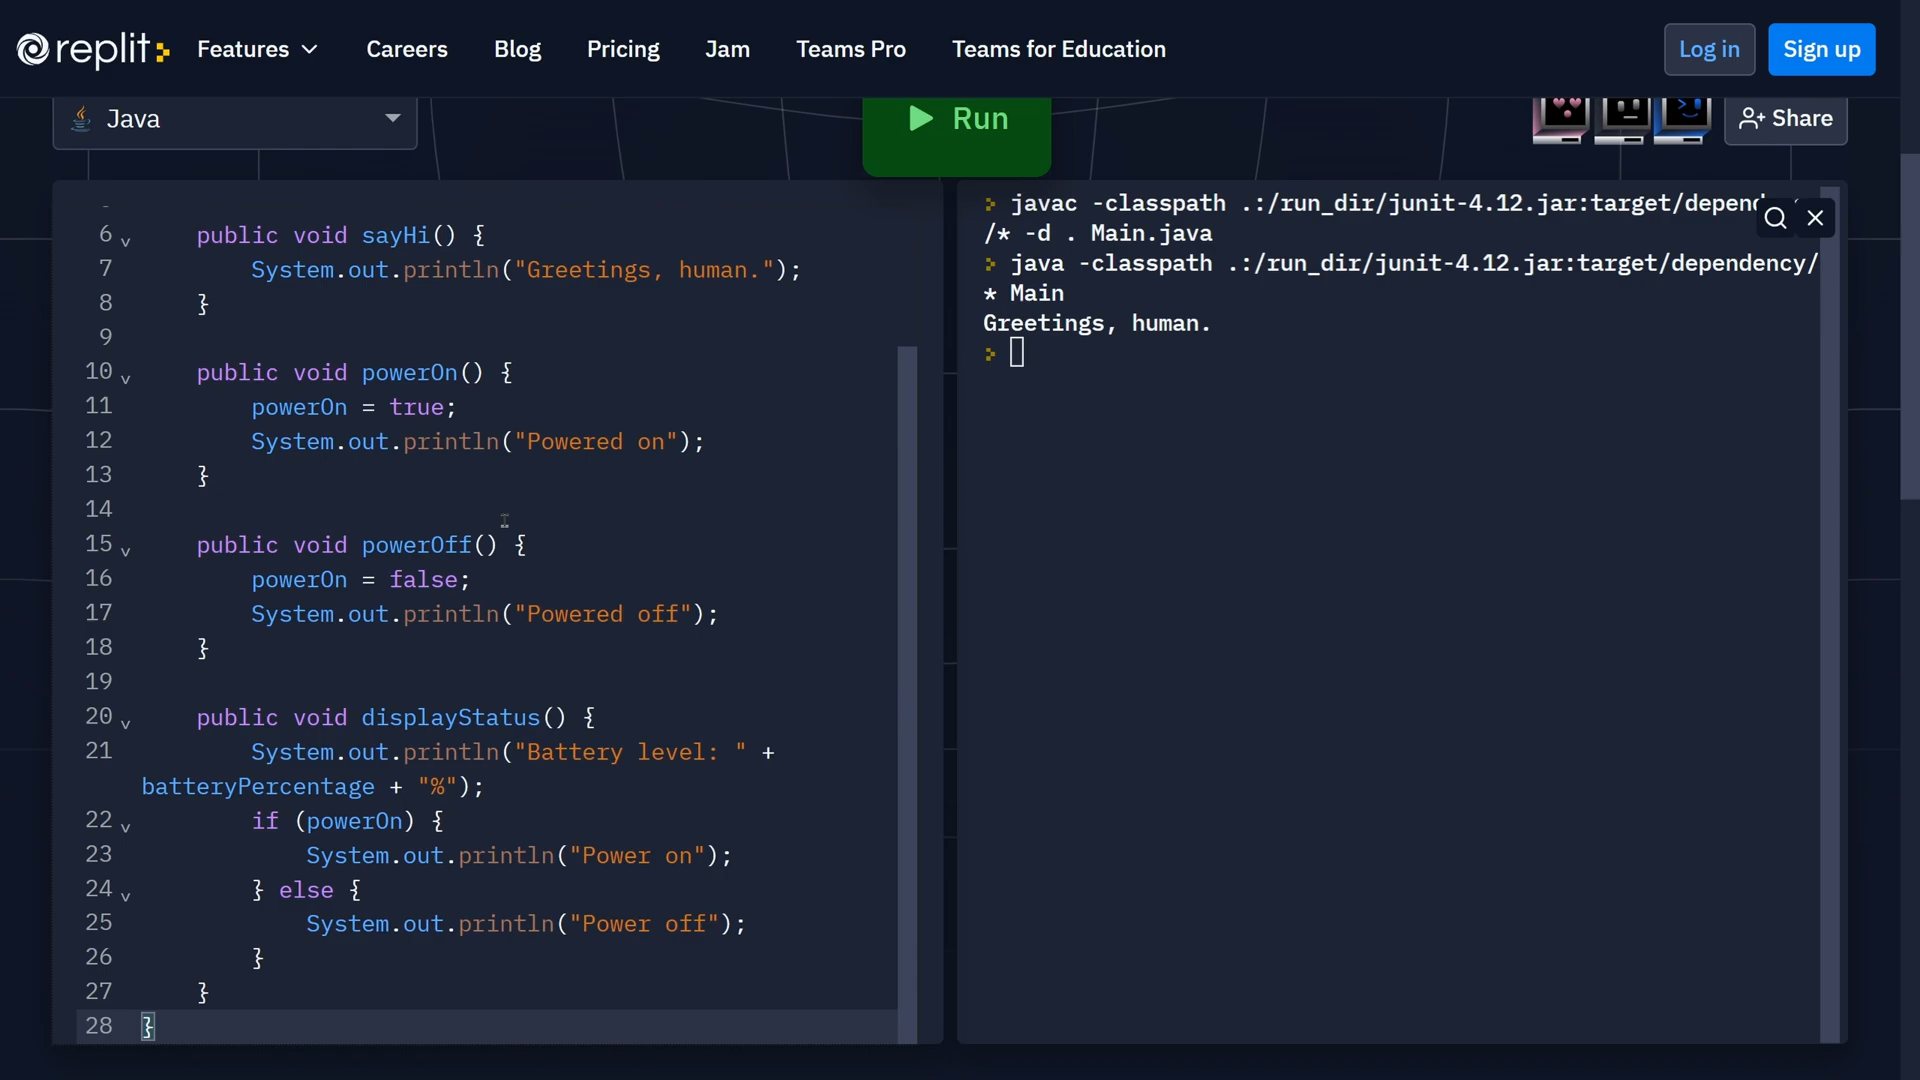 replit
Features
Careers
Blog
Pricing
Jam
Teams Pro
Teams for Education
Log in
Sign up
Java
Run
Share
6 public void sayHi() {
7 System.out.println("Greetings, human.");
8 }
9
10 public void powerOn() {
11 powerOn = true;
12 System.out.println("Powered on");
13 }
14
15 public void powerOff() {
16 powerOn = false;
17 System.out.println("Powered off");
18 }
19
20 public void displayStatus() {
21 System.out.println("Battery level: " +
batteryPercentage + "%");
22 if (powerOn) {
23 System.out.println("Power on");
24 } else {
25 System.out.println("Power off");
26 }
27 }
28 }
javac -classpath .:/run_dir/junit-4.12.jar:target/depend
/* -d . Main.java
java -classpath .:/run_dir/junit-4.12.jar:target/dependency/
* Main
Greetings, human.